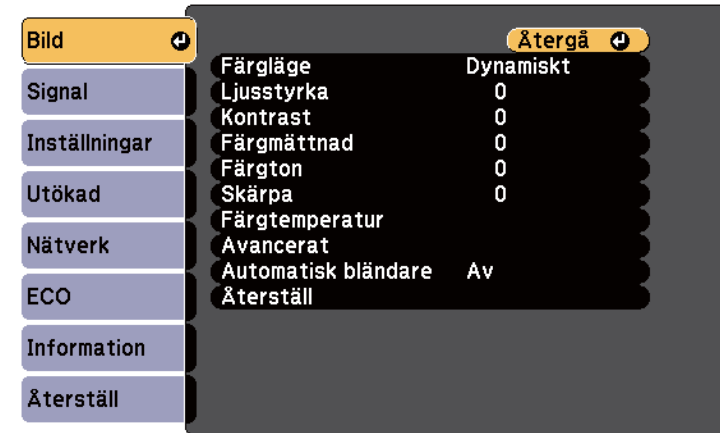 Bild
Signal
Inställningar
Utökad
Nätverk
ECO
Information
Återställ
Återgå
Färgläge Dynamiskt
Ljusstyrka 0
Kontrast 0
Färgmättnad 0
Färgton 0
Skärpa 0
Färgtemperatur
Avancerat
Automatisk bländare Av
Återställ